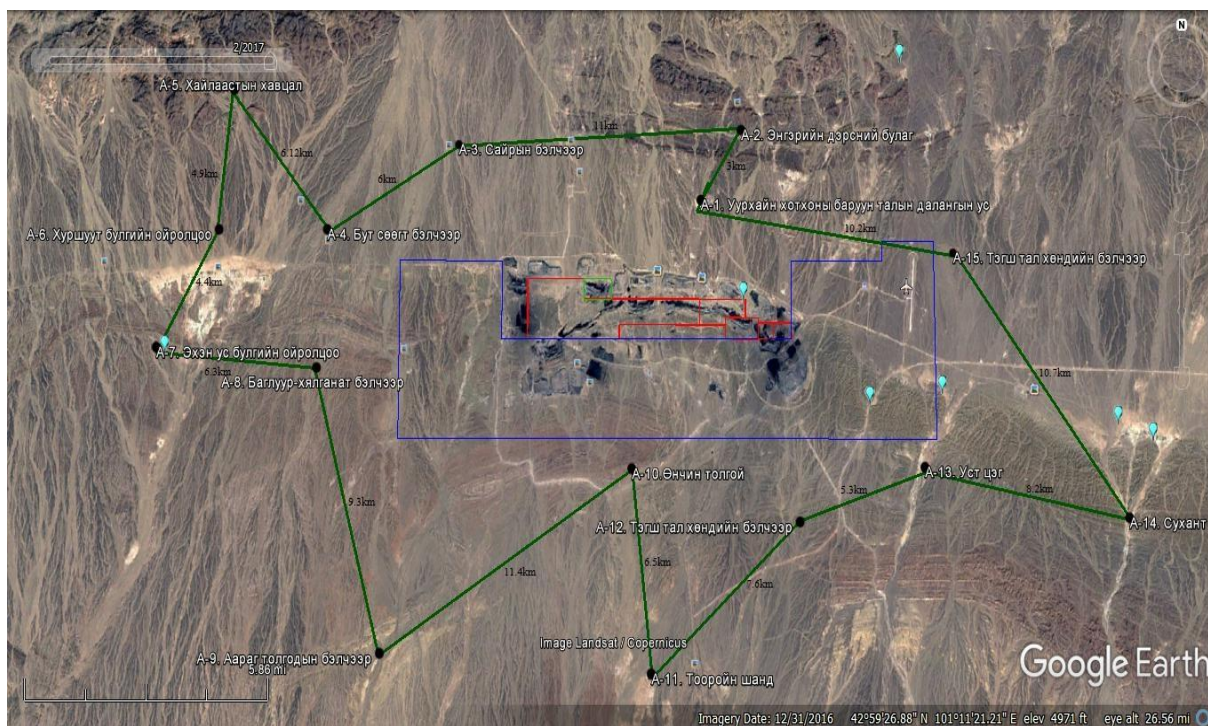 N
2/2017
А-5. Хайлаастын хавцал
11km
А-2. Энгэрийн дэрсний булаг
А-3. Сайрын бэлчээр
6.12km
3km
6km
4.9km
А-1. Уурхайн хотхоны баруун талын далангын ус
А-6. Хуршуут булгийн ойролцоо
А-4. Бут сөөгт бэлчээр
10.2km
А-15. Тэгш тал хөндийн бэлчээр
4.4km
А-7. Эхэн ус булгийн ойролцоо
6.3km
А-8. Баглуур-хялганат бэлчээр
10.7km
А-10.Өнчин толгой
А-13. Уст цэг
5.3km
8.2km
9.3km
А-12. Тэгш тал хөндийн бэлчээр
А-14. Сухант
6.5km
11.4km
7.6km
Image Landsat / Copernicus
А-9. Аараг толгодын бэлчээр
5.86 mi
А-11. Тооройн шанд
Google Earth
Imagery Date: 12/31/2016 42°59'26.88" N 101°11'21.21" E elev 4971 ft eye alt 26.56 mi